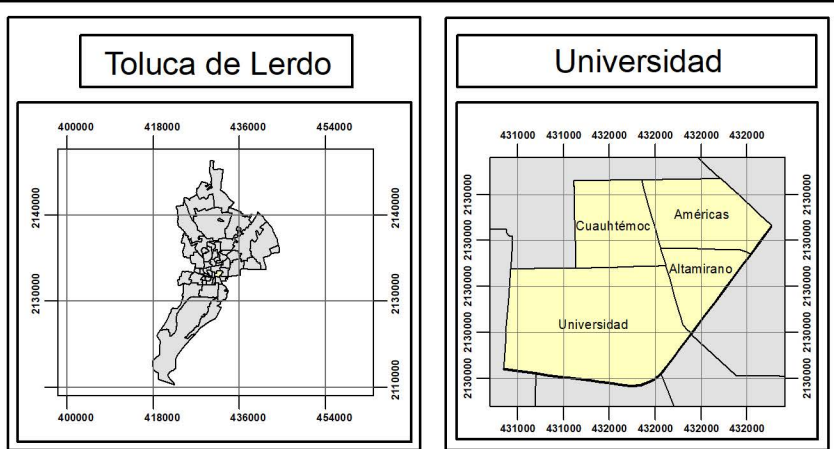 Toluca de Lerdo
400000 418000 436000 454000
2140000 2140000
2130000 2130000
2110000
400000 418000 436000 454000
Universidad
431000 431000 432000 432000 432000 432000
2130000 2130000
Américas
Cuauhtémoc
2130000 2130000
Altamirano
2130000 2130000
Universidad
2130000 2130000
2130000 2130000
431000 431000 432000 432000 432000 432000